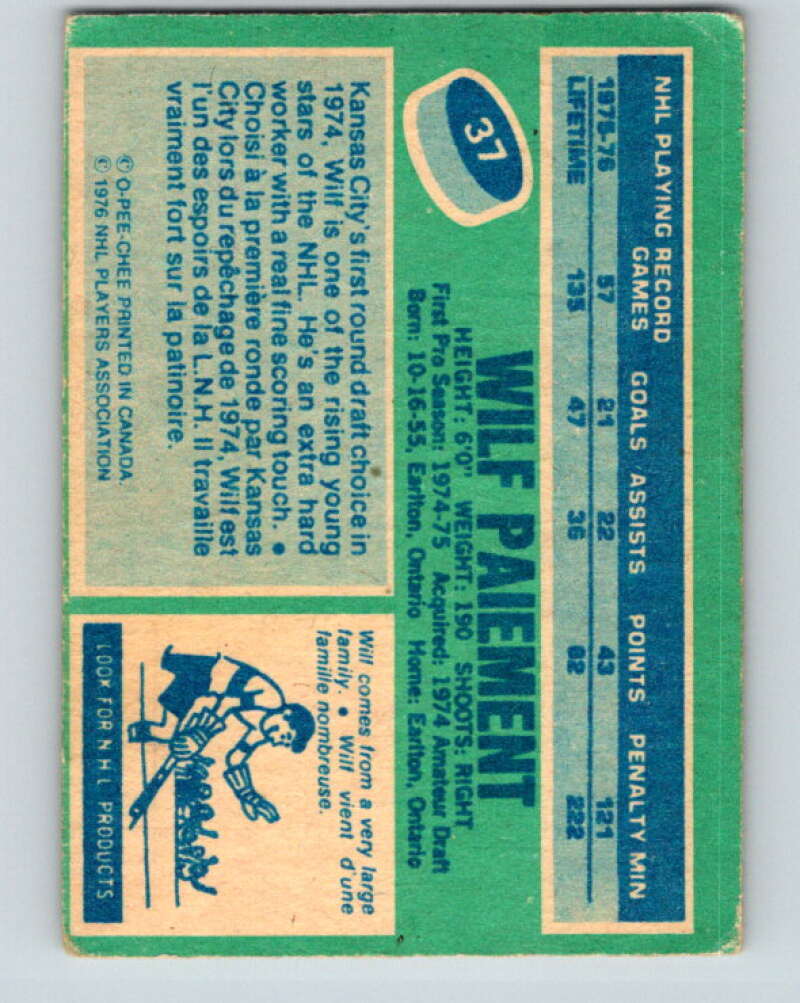 37
WILF PAIEMENT
HEIGHT: 6'0" WEIGHT: 190 SHOOTS: RIGHT
First Pro Season: 1974-75 Acquired: 1974 Amateur Draft
Born: 10-16-55, Earlton, Ontario Home: Earlton, Ontario
NHL PLAYING RECORD
GAMES GOALS ASSISTS POINTS PENALTY MIN
1975-76 57 21 22 43 121
LIFETIME 135 47 35 82 222
Kansas City's first round draft choice in
1974, Wilf is one of the rising young
stars of the NHL. He's an extra hard
worker with a real fine scoring touch. •
Choisi à la première ronde par Kansas
City lors du repêchage de 1974, Wilf est
l'un des espoirs de la L.N.H. Il travaille
vraiment fort sur la patinoire.
© O-PEE-CHEE PRINTED IN CANADA.
© 1976 NHL PLAYERS ASSOCIATION
Wilf comes from a very large
family. • Wilf vient d'une
famille nombreuse.
LOOK FOR N H L PRODUCTS